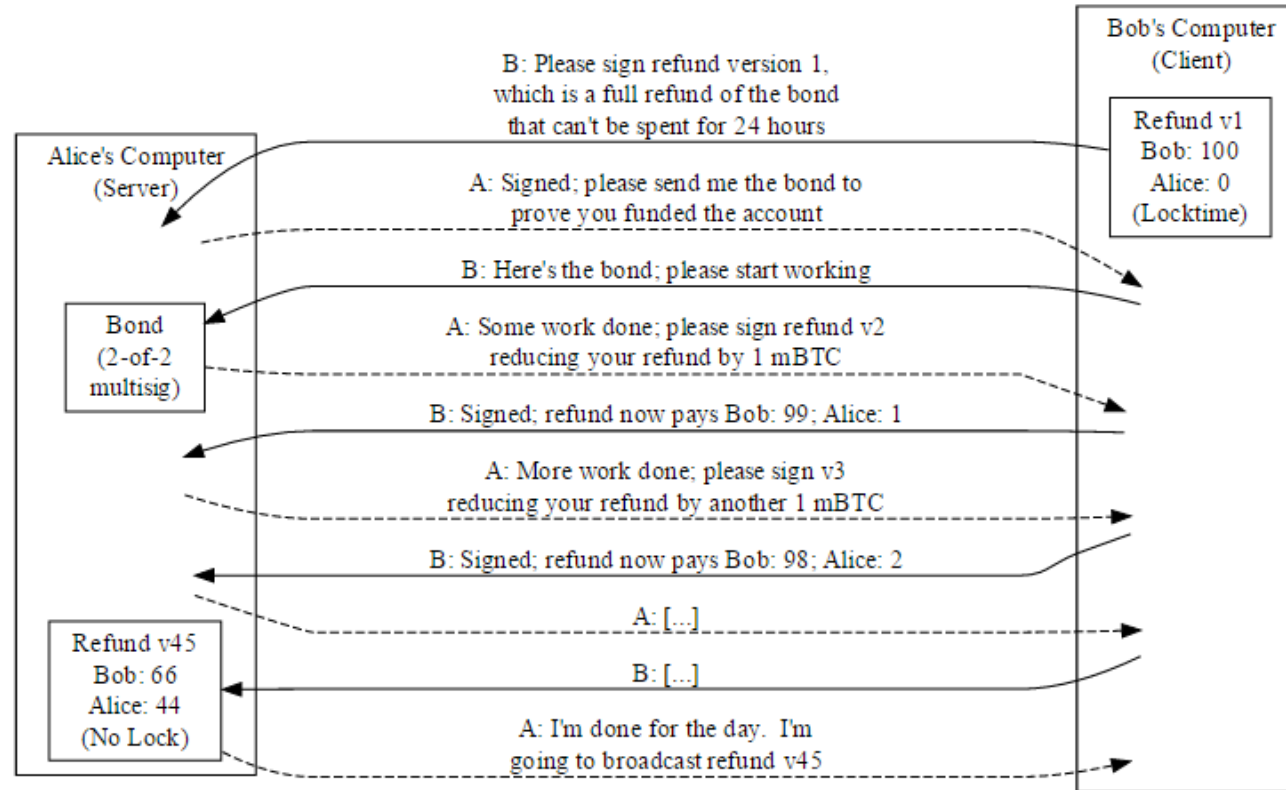 Bob's Computer
(Client)
B: Please sign refund version 1,
which is a full refund of the bond
that can't be spent for 24 hours
Refund v1
Bob: 100
Alice: 0
(Locktime)
Alice's Computer
(Server)
A: Signed; please send me the bond to
prove you funded the account
B: Here's the bond; please start working
Bond
(2-of-2
multisig)
A: Some work done; please sign refund v2
reducing your refund by 1 mBTC
B: Signed; refund now pays Bob: 99; Alice: 1
A: More work done; please sign v3
reducing your refund by another 1 mBTC
B: Signed; refund now pays Bob: 98; Alice: 2
A: [...]
Refund v45
Bob: 66
Alice: 44
(No Lock)
B: [...]
A: I'm done for the day.  I'm
going to broadcast refund v45